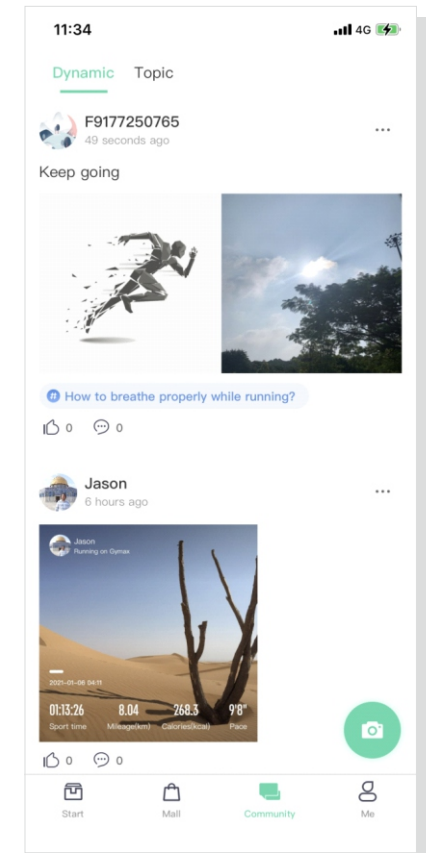 11:34 4G
Dynamic Topic
F9177250765
49 seconds ago
Keep going
# How to breathe properly while running?
0 0
Jason
6 hours ago
Jason
Running on Gymax
2021-01-06 04:11
01:13:26 8.04 268.3 9'8"
Sport time Mileage(km) Calories(kcal) Pace
0 0
Start Mall Community Me